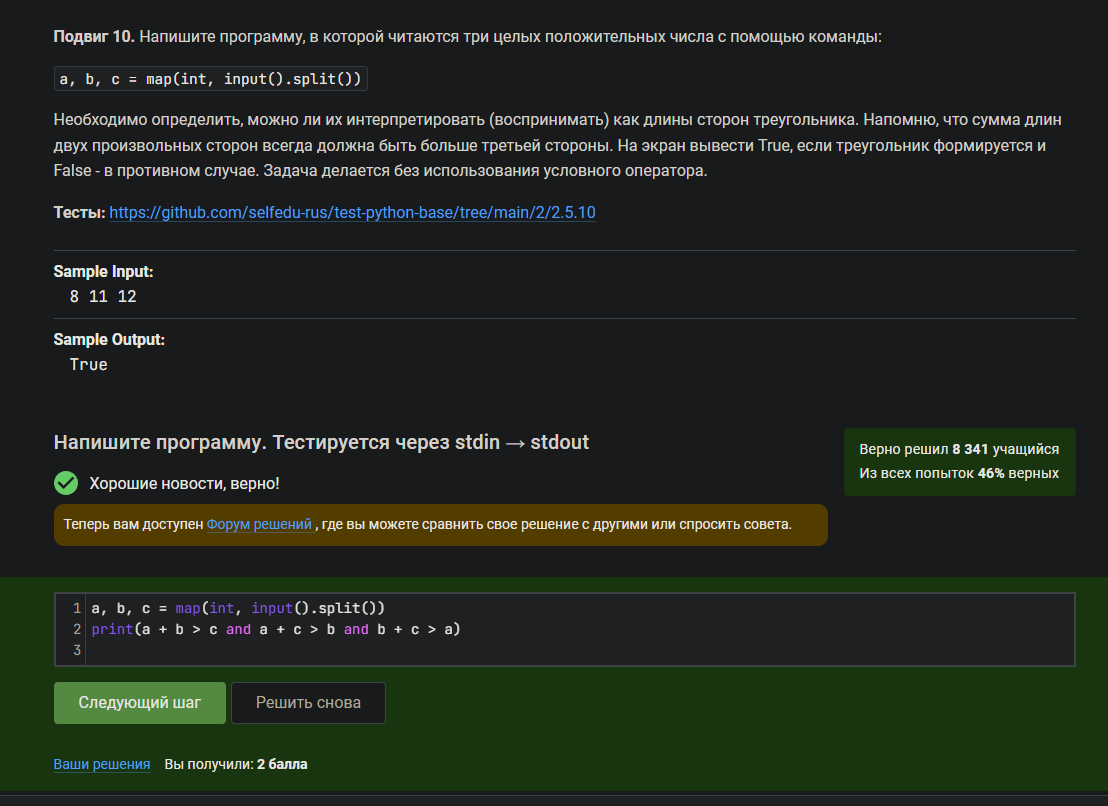 Подвиг 10. Напишите программу, в которой читаются три целых положительных числа с помощью команды:
a, b, c = map(int, input().split())
Необходимо определить, можно ли их интерпретировать (воспринимать) как длины сторон треугольника. Напомню, что сумма длин
двух произвольных сторон всегда должна быть больше третьей стороны. На экран вывести True, если треугольник формируется и
False - в противном случае. Задача делается без использования условного оператора.
Тесты: https://github.com/selfedu-rus/test-python-base/tree/main/2/2.5.10
Sample Input:
8 11 12
Sample Output:
True
Напишите программу. Тестируется через stdin → stdout
Верно решил 8 341 учащийся
Из всех попыток 46% верных
Хорошие новости, верно!
Теперь вам доступен Форум решений , где вы можете сравнить свое решение с другими или спросить совета.
1 a, b, c = map(int, input().split())
2 print(a + b > c and a + c > b and b + c > a)
3
Следующий шаг
Решить снова
Ваши решения Вы получили: 2 балла